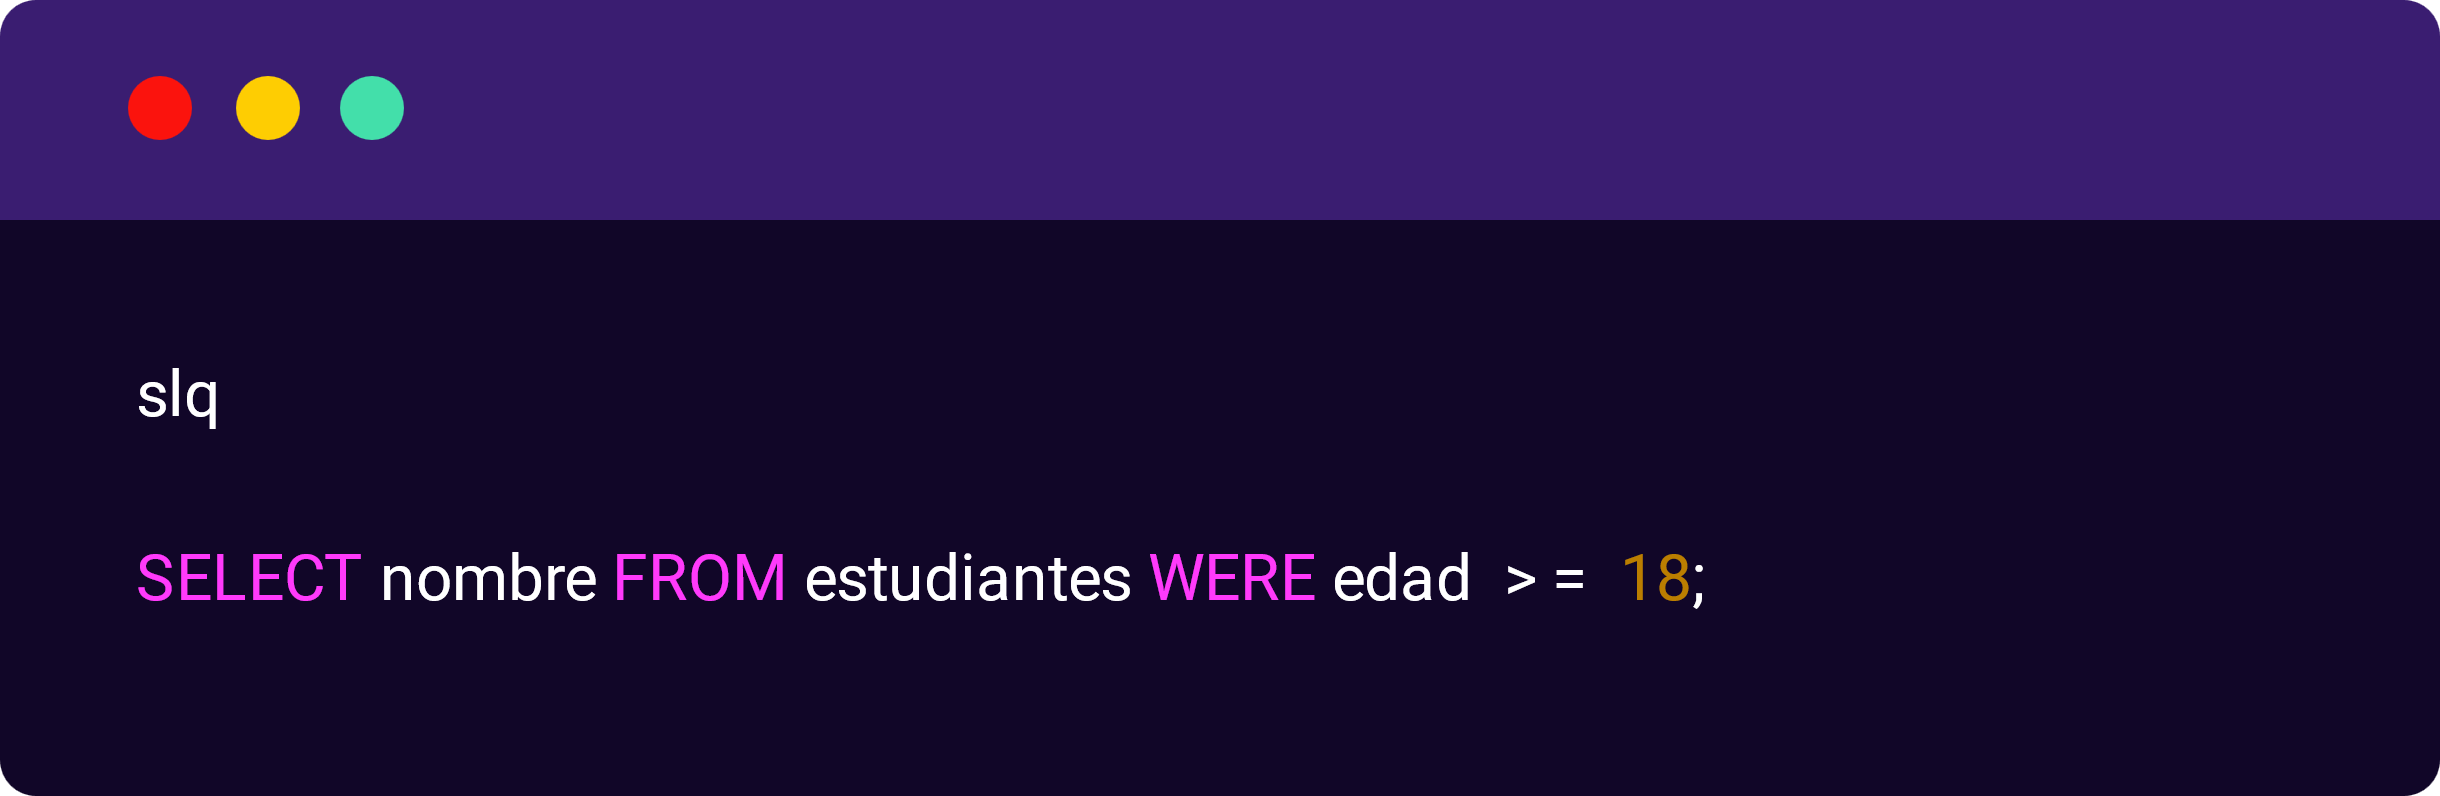 slq
SELECT nombre FROM estudiantes WERE edad > = 18;